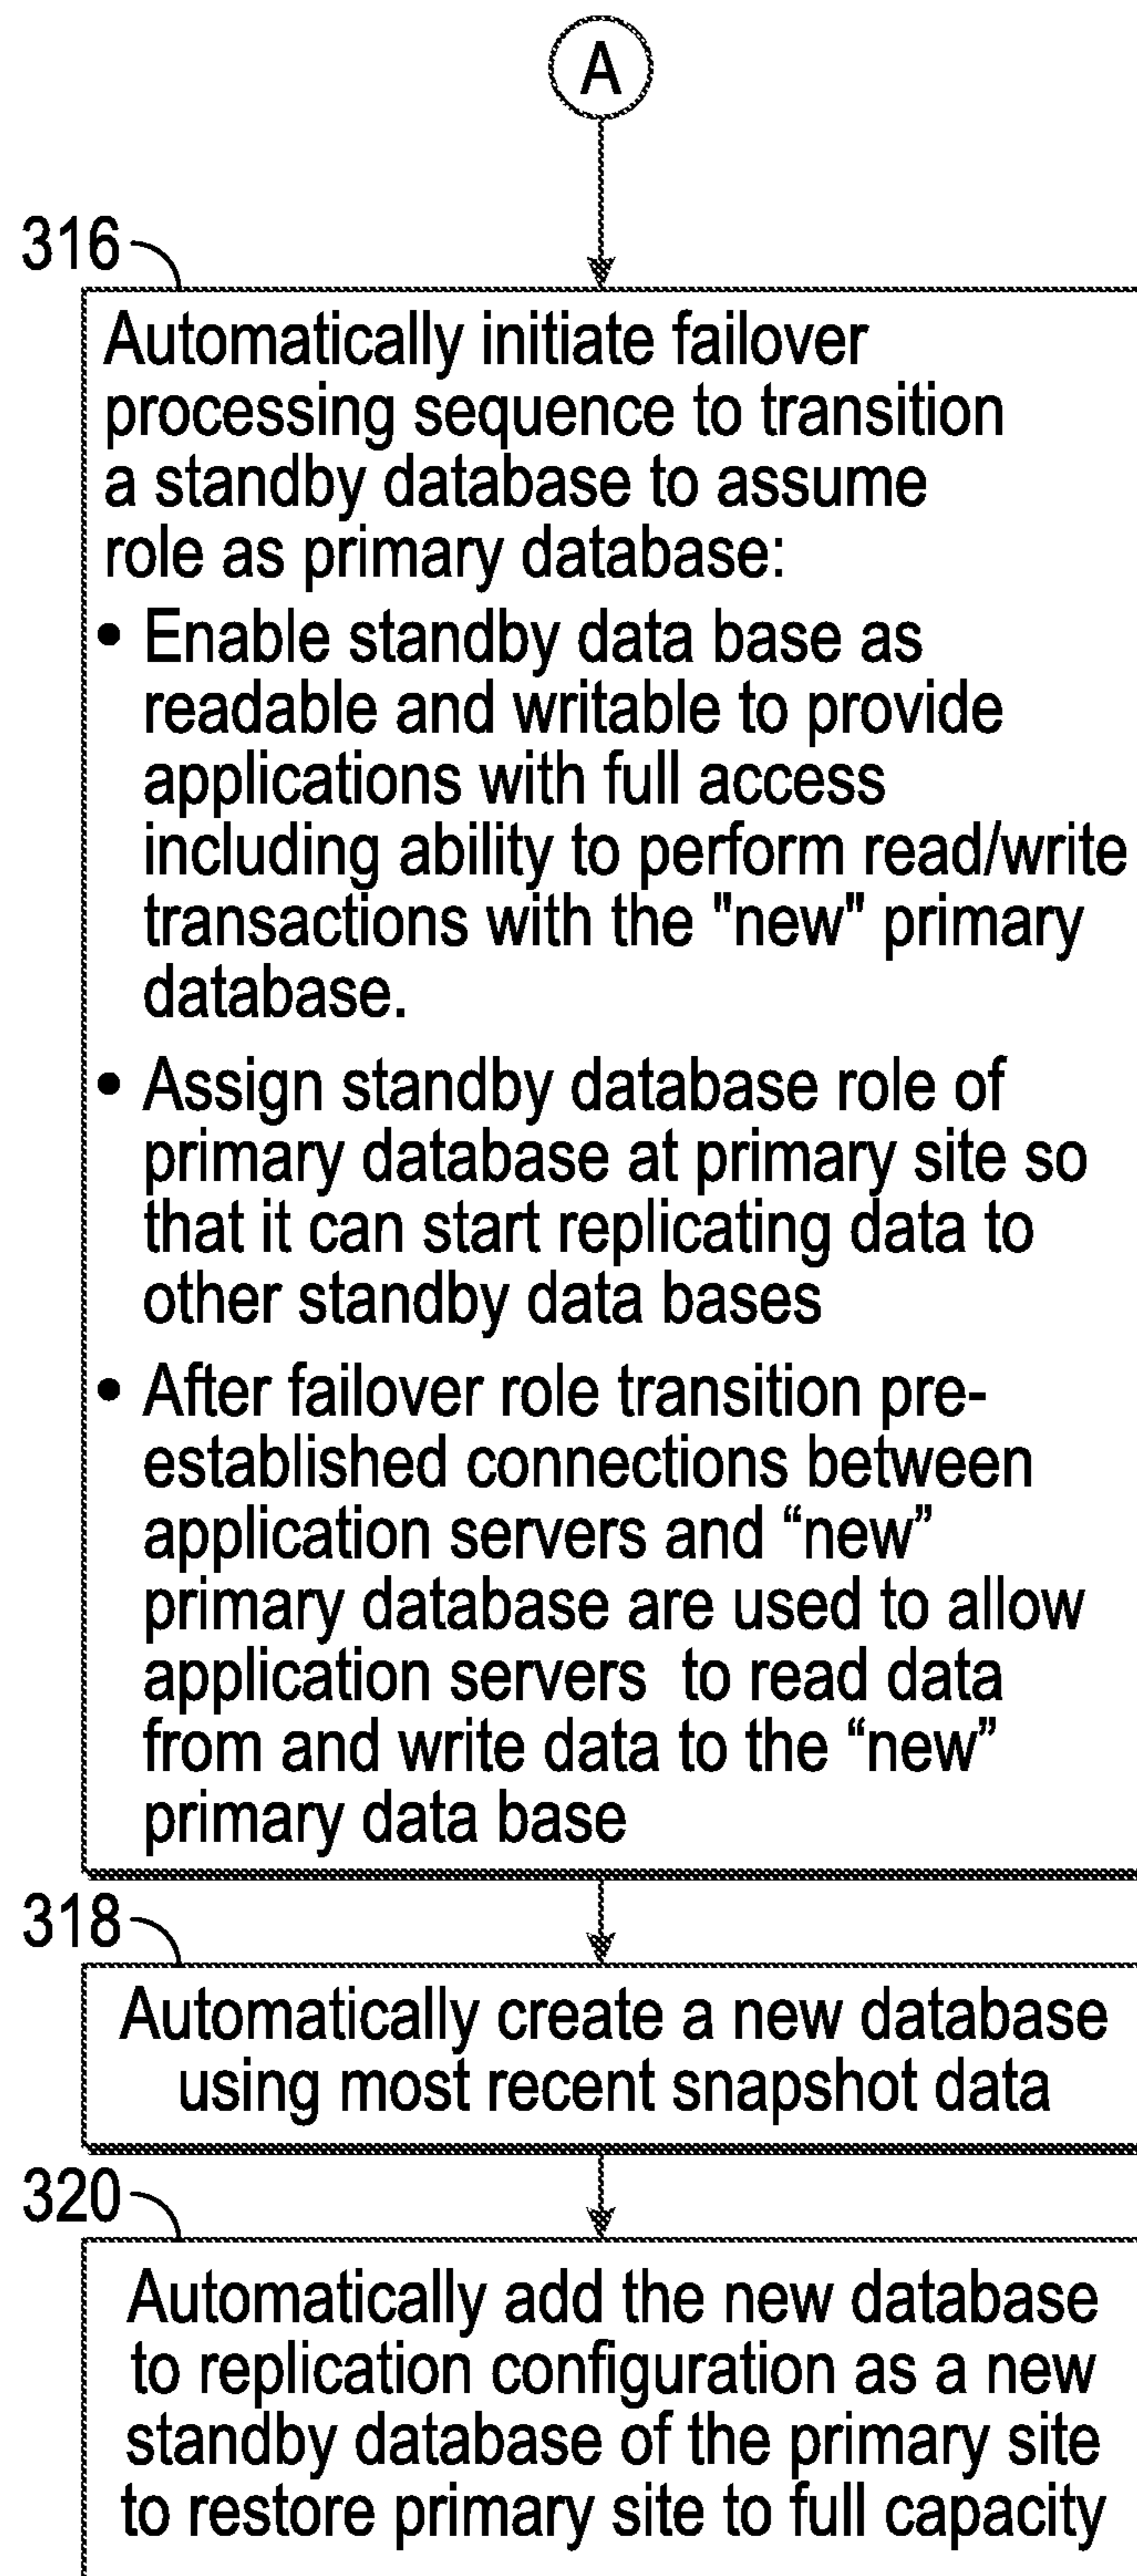 A
316
Automatically initiate failover
processing sequence to transition
a standby database to assume
role as primary database:
• Enable standby data base as
readable and writable to provide
applications with full access
including ability to perform read/write
transactions with the "new" primary
database.
• Assign standby database role of
primary database at primary site so
that it can start replicating data to
other standby data bases
• After failover role transition pre-
established connections between
application servers and “new”
primary database are used to allow
application servers  to read data
from and write data to the “new”
primary data base
318
Automatically create a new database
using most recent snapshot data
320
Automatically add the new database
to replication configuration as a new
standby database of the primary site
to restore primary site to full capacity